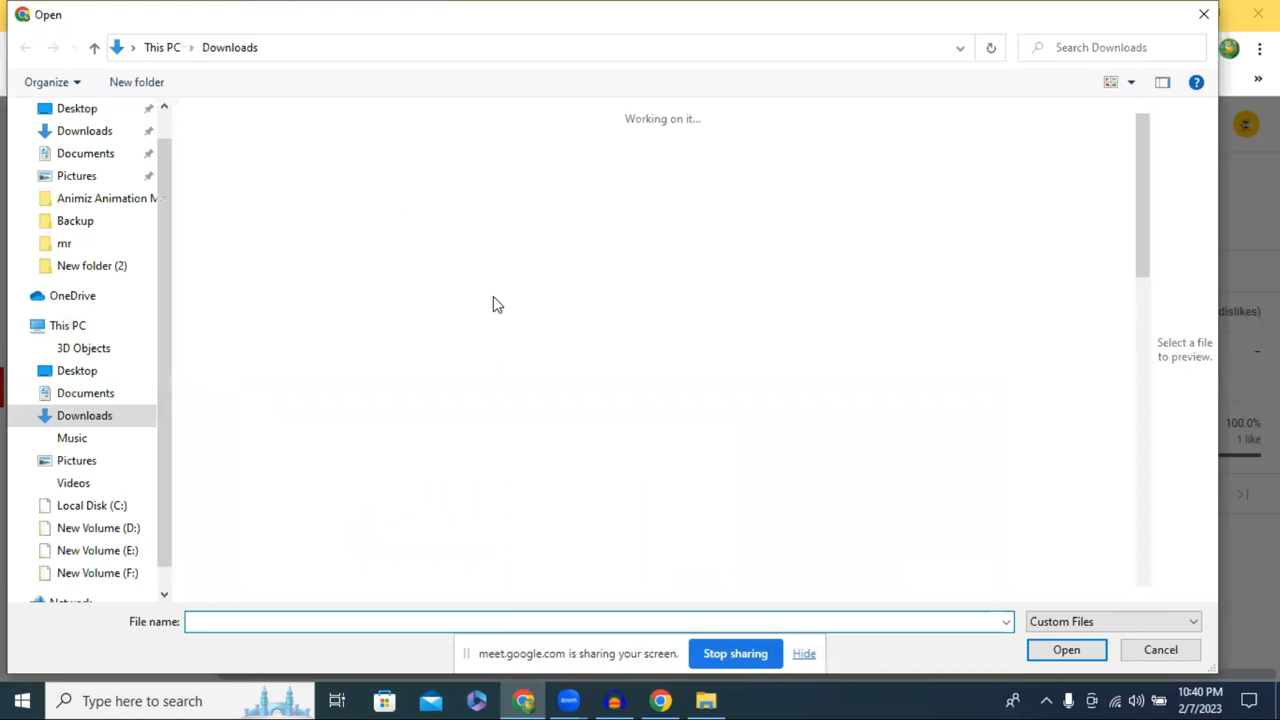 Open
This PC
Downloads
Search Downloads
Organize
New folder
Desktop
Downloads
Documents
Pictures
Animiz Animation M
Backup
mr
New folder (2)
OneDrive
This PC
3D Objects
Desktop
Documents
Downloads
Music
Pictures
Videos
Local Disk (C:)
New Volume (D:)
New Volume (E:)
New Volume (F:)
Working on it...
Select a file
to preview.
dislikes)
100.0%
1 like
File name:
Custom Files
Open
Cancel
meet.google.com is sharing your screen.
Stop sharing
Hide
Type here to search
zoom
10:40 PM
2/7/2023